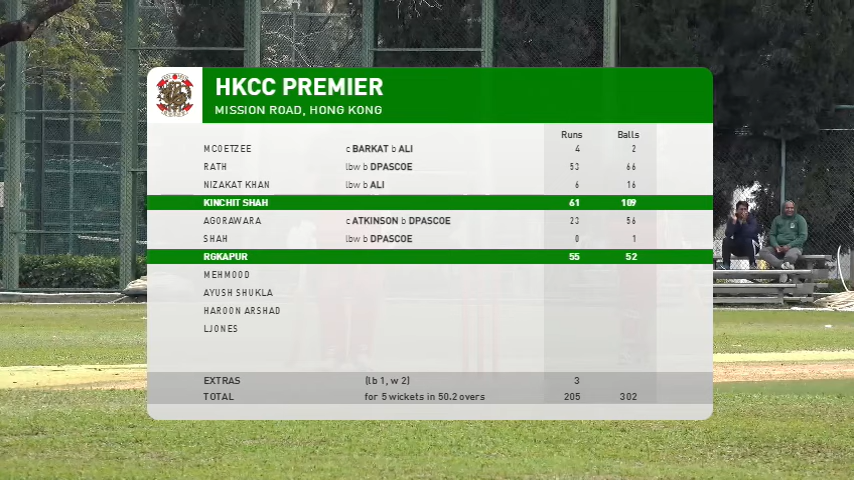 HKCC PREMIER
MISSION ROAD, HONG KONG
Runs Balls
MCOETZEE c BARKAT b ALI 4 2
RATH lbw b DPASCOE 53 66
NIZAKAT KHAN lbw b ALI 6 16
KINCHIT SHAH 61 109
AGORAWARA c ATKINSON b DPASCOE 23 56
SHAH lbw b DPASCOE 0 1
RGKAPUR 55 52
MEHMOOD
AYUSH SHUKLA
HAROON ARSHAD
LJONES
EXTRAS (lb 1, w 2) 3
TOTAL for 5 wickets in 50.2 overs 205 302